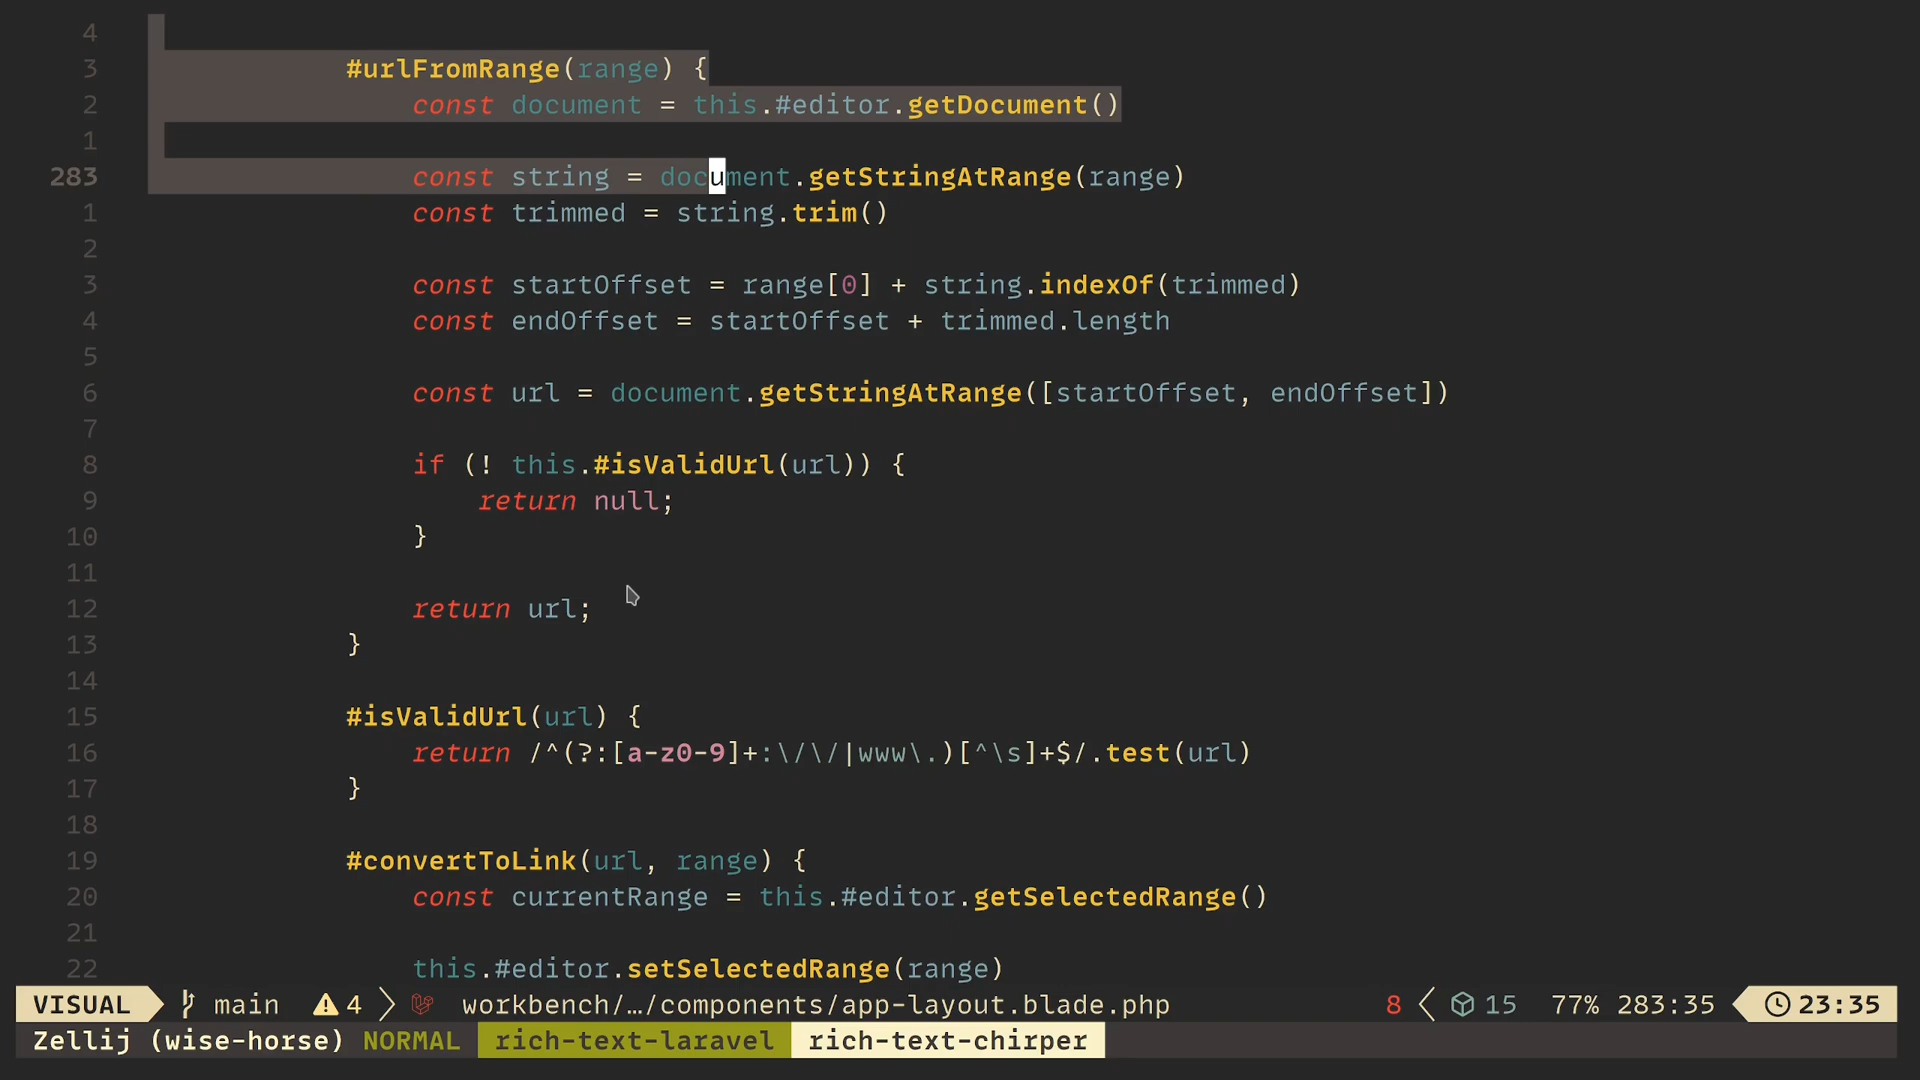 4
3 #urlFromRange(range) {
2 const document = this.#editor.getDocument()
1
283 const string = document.getStringAtRange(range)
1 const trimmed = string.trim()
2
3 const startOffset = range[0] + string.indexOf(trimmed)
4 const endOffset = startOffset + trimmed.length
5
6 const url = document.getStringAtRange([startOffset, endOffset])
7
8 if (! this.#isValidUrl(url)) {
9 return null;
10 }
11
12 return url;
13 }
14
15 #isValidUrl(url) {
16 return /^(?:[a-z0-9]+:\/\/|www\.)[^\s]+$/.test(url)
17 }
18
19 #convertToLink(url, range) {
20 const currentRange = this.#editor.getSelectedRange()
21
22 this.#editor.setSelectedRange(range)
VISUAL main 4 workbench/…/components/app-layout.blade.php 8 15 77% 283:35 23:35
Zellij (wise-horse) NORMAL rich-text-laravel rich-text-chirper